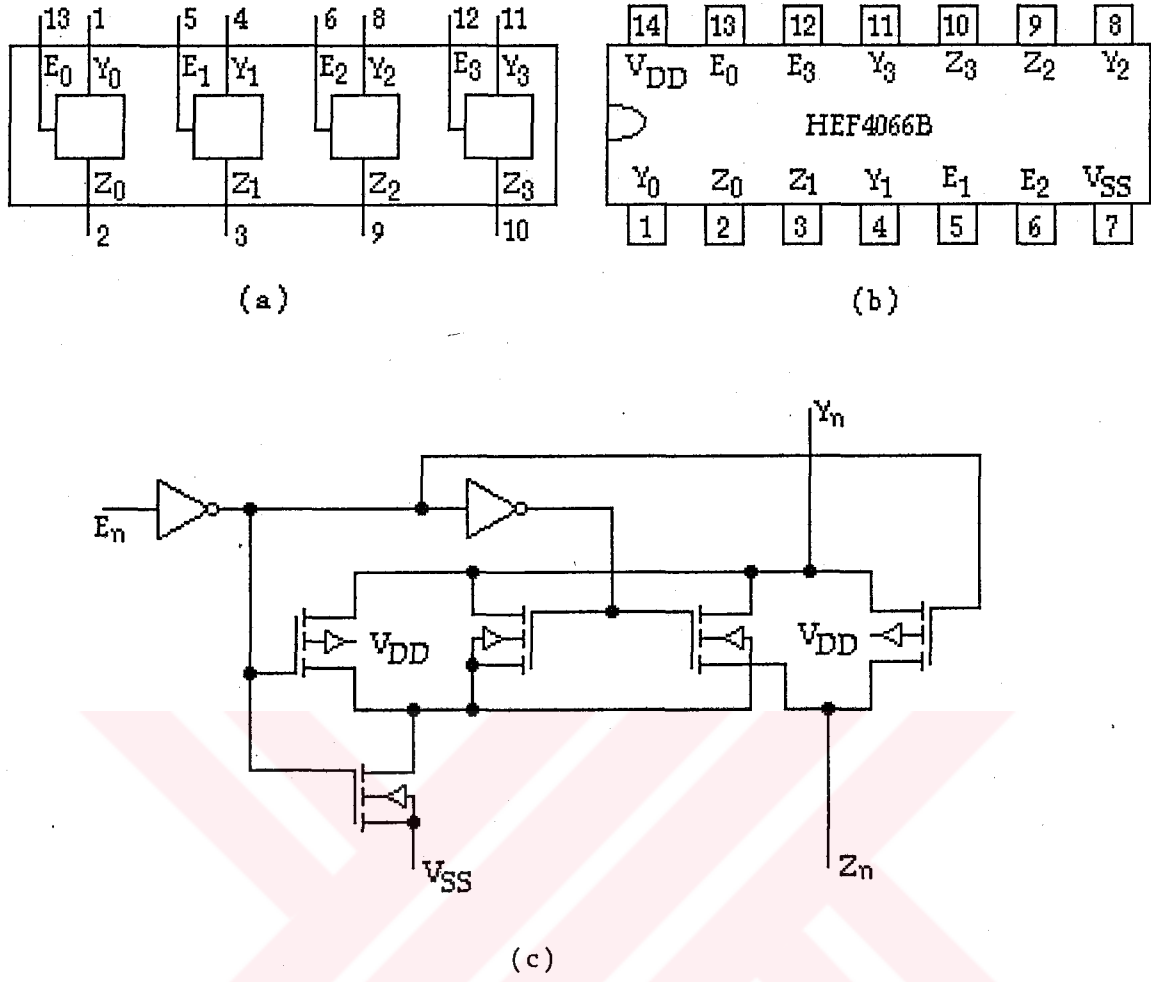 13 1 5 4 6 8 12 11
E0 Y0 E1 Y1 E2 Y2 E3 Y3
Z0 Z1 Z2 Z3
2 3 9 10
(a)
14 13 12 11 10 9 8
VDD E0 E3 Y3 Z3 Z2 Y2
HEF4066B
Y0 Z0 Z1 Y1 E1 E2 VSS
1 2 3 4 5 6 7
(b)
Yn
En
VDD VDD
VSS
Zn
(c)